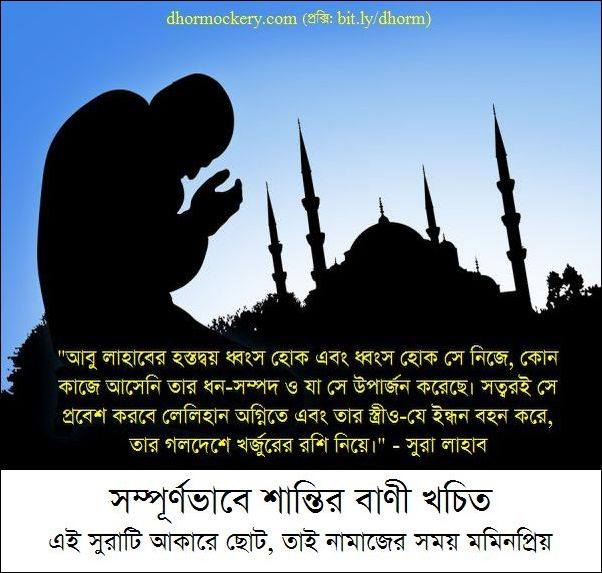 dhormockery.com (প্রক্সি: bit.ly/dhorm)
"আবু লাহাবের হস্তদ্বয় ধ্বংস হোক এবং ধ্বংস হোক সে নিজে, কোন
কাজে আসেনি তার ধন-সম্পদ ও যা সে উপার্জন করেছে। সত্বরই সে
প্রবেশ করবে লেলিহান অগ্নিতে এবং তার স্ত্রীও-যে ইন্ধন বহন করে,
তার গলদেশে খর্জুরের রশি নিয়ে।" - সুরা লাহাব
সম্পূর্ণভাবে শান্তির বাণী খচিত
এই সুরাটি আকারে ছোট, তাই নামাজের সময় মমিনপ্রিয়